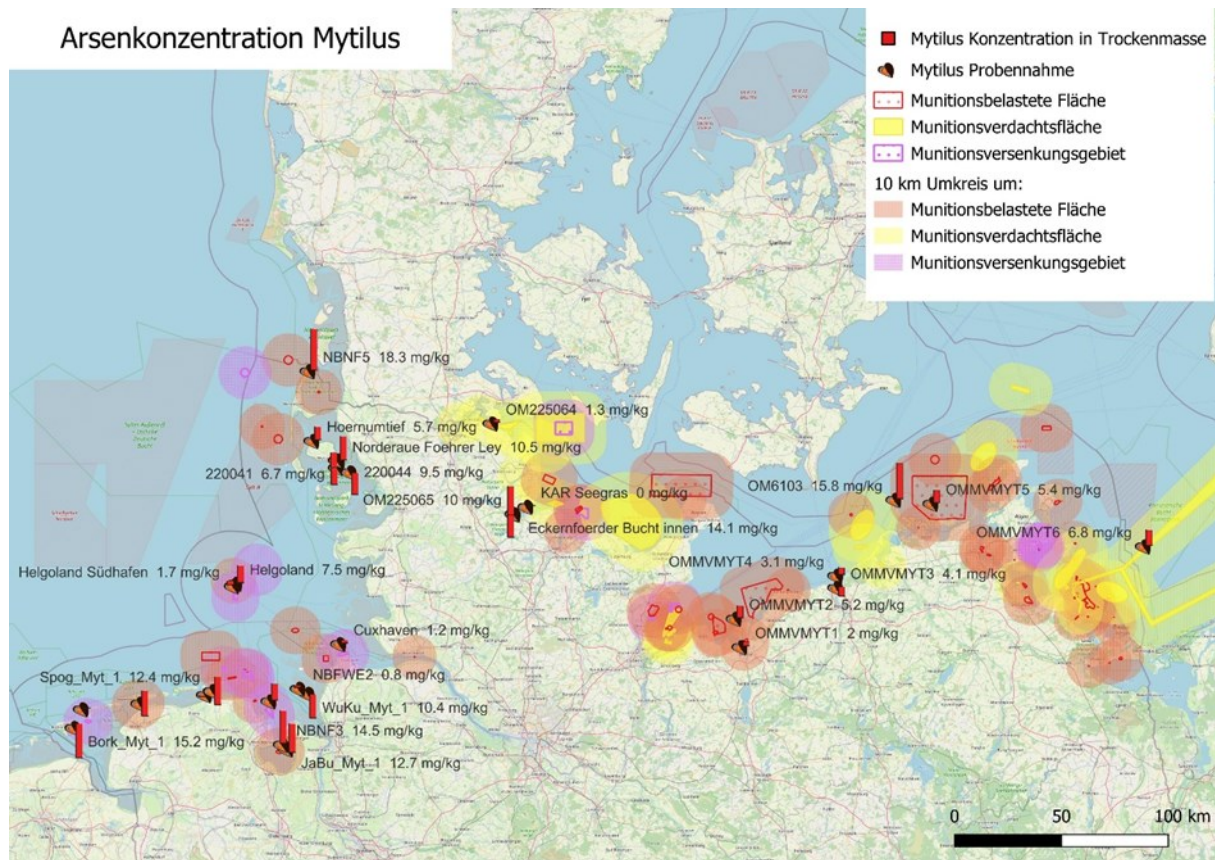 Arsenkonzentration Mytilus
Mytilus Konzentration in Trockenmasse
Mytilus Probennahme
Munitionsbelastete Fläche
Munitionsverdachtsfläche
Munitionsversenkungsgebiet
10 km Umkreis um:
Munitionsbelastete Fläche
Munitionsverdachtsfläche
Munitionsversenkungsgebiet
NBNF5 18.3 mg/kg
OM225064 1.3 mg/kg
Hoernumtief 5.7 mg/kg
Norderaue Foehrer Ley 10.5 mg/kg
220041 6.7 mg/kg
220044 9.5 mg/kg
OM225065 10 mg/kg
KAR Seegras 0 mg/kg
Eckernfoerder Bucht innen 14.1 mg/kg
OM6103 15.8 mg/kg
OMMVMYT5 5.4 mg/kg
OMMVMYT6 6.8 mg/kg
OMMVMYT4 3.1 mg/kg
OMMVMYT3 4.1 mg/kg
Helgoland Südhafen 1.7 mg/kg
Helgoland 7.5 mg/kg
OMMVMYT2 5.2 mg/kg
OMMVMYT1 2 mg/kg
Cuxhaven 1.2 mg/kg
NBFWE2 0.8 mg/kg
Spog_Myt_1 12.4 mg/kg
WuKu_Myt_1 10.4 mg/kg
NBNF3 14.5 mg/kg
Bork_Myt_1 15.2 mg/kg
JaBu_Myt_1 12.7 mg/kg
0 50 100 km